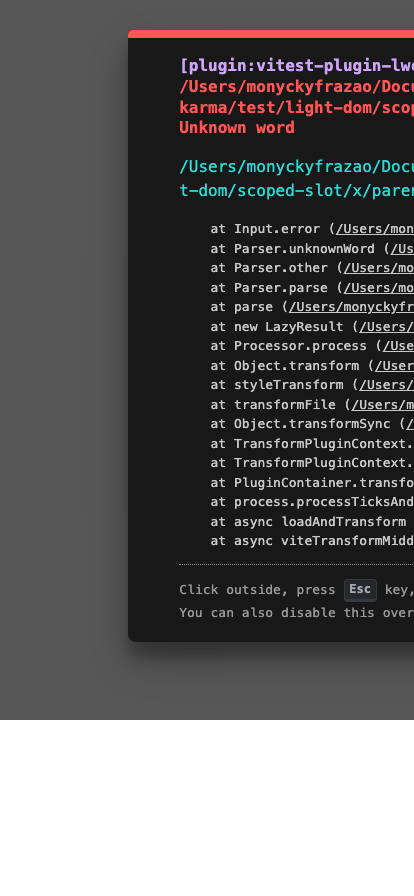 [plugin:vitest-plugin-lwc
/Users/monyckyfrazao/Docu
karma/test/light-dom/scop
Unknown word
/Users/monyckyfrazao/Docu
t-dom/scoped-slot/x/paren
at Input.error (/Users/mon
at Parser.unknownWord (/Us
at Parser.other (/Users/mo
at Parser.parse (/Users/mo
at parse (/Users/monyckyfr
at new LazyResult (/Users/
at Processor.process (/Use
at Object.transform (/User
at styleTransform (/Users/
at transformFile (/Users/m
at Object.transformSync (/
at TransformPluginContext.
at TransformPluginContext.
at PluginContainer.transfo
at process.processTicksAnd
at async loadAndTransform
at async viteTransformMidd
Click outside, press Esc key,
You can also disable this over